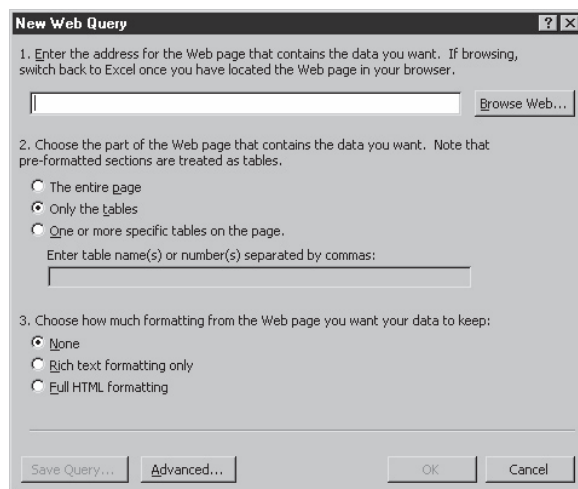 New Web Query
1. Enter the address for the Web page that contains the data you want. If browsing,
switch back to Excel once you have located the Web page in your browser.
Browse Web...
2. Choose the part of the Web page that contains the data you want. Note that
pre-formatted sections are treated as tables.
The entire page
Only the tables
One or more specific tables on the page.
Enter table name(s) or number(s) separated by commas:
3. Choose how much formatting from the Web page you want your data to keep:
None
Rich text formatting only
Full HTML formatting
Save Query... Advanced... OK Cancel